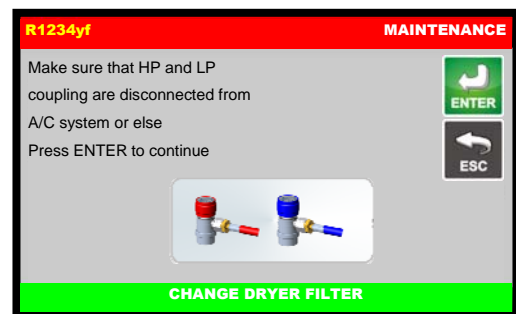 R1234yf MAINTENANCE
Make sure that HP and LP
coupling are disconnected from
A/C system or else
Press ENTER to continue
ENTER
ESC
CHANGE DRYER FILTER